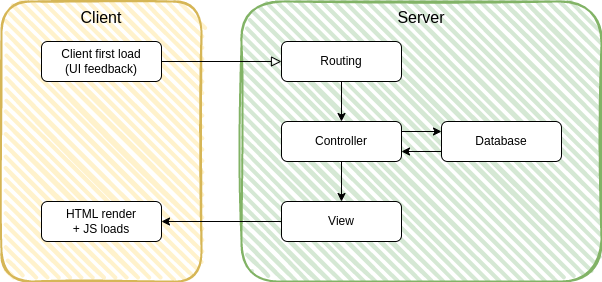 Client
Server
Client first load
(UI feedback)
Routing
Controller
Database
HTML render
+ JS loads
View